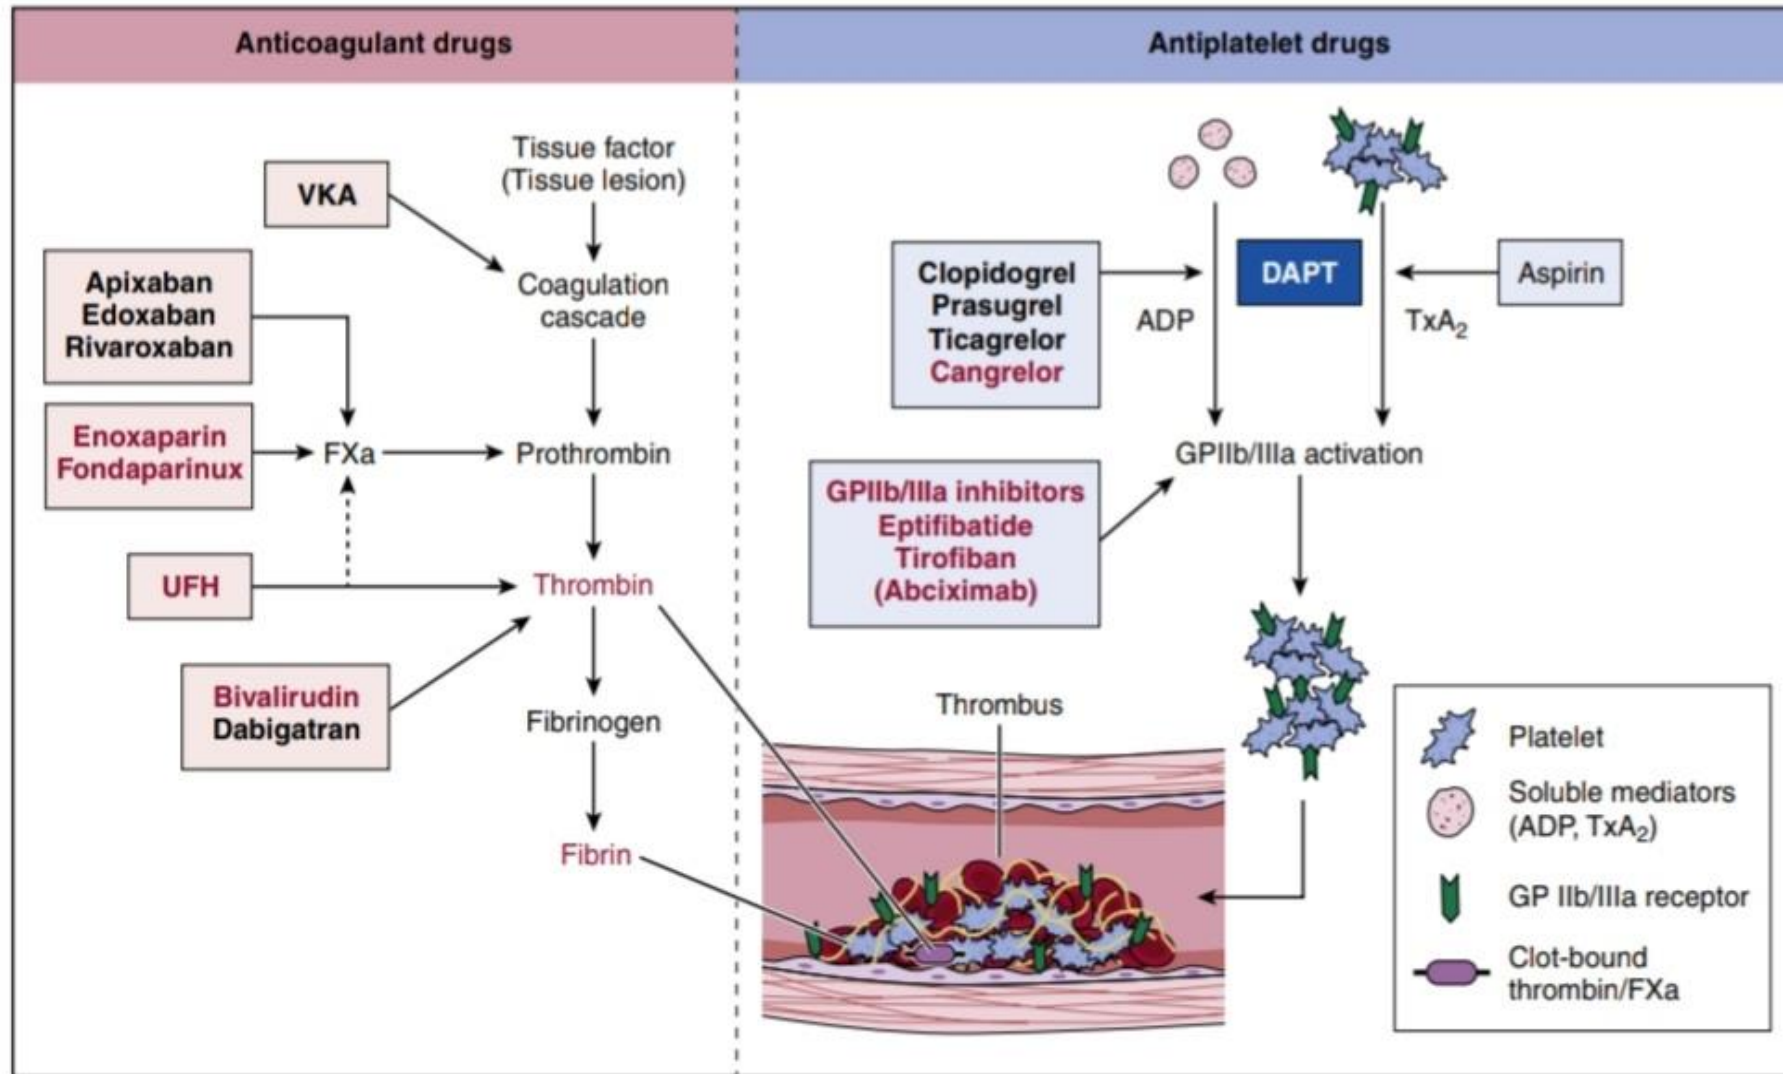 Anticoagulant drugs
Antiplatelet drugs
Tissue factor
(Tissue lesion)
VKA
Coagulation
cascade
Apixaban
Edoxaban
Rivaroxaban
Enoxaparin
Fondaparinux
FXa
Prothrombin
UFH
Thrombin
Bivalirudin
Dabigatran
Fibrinogen
Fibrin
Clopidogrel
Prasugrel
Ticagrelor
Cangrelor
ADP
DAPT
TxA₂
Aspirin
GPIIb/IIIa activation
GPIIb/IIIa inhibitors
Eptifibatide
Tirofiban
(Abciximab)
Thrombus
Platelet
Soluble mediators
(ADP, TxA₂)
GP IIb/IIIa receptor
Clot-bound
thrombin/FXa